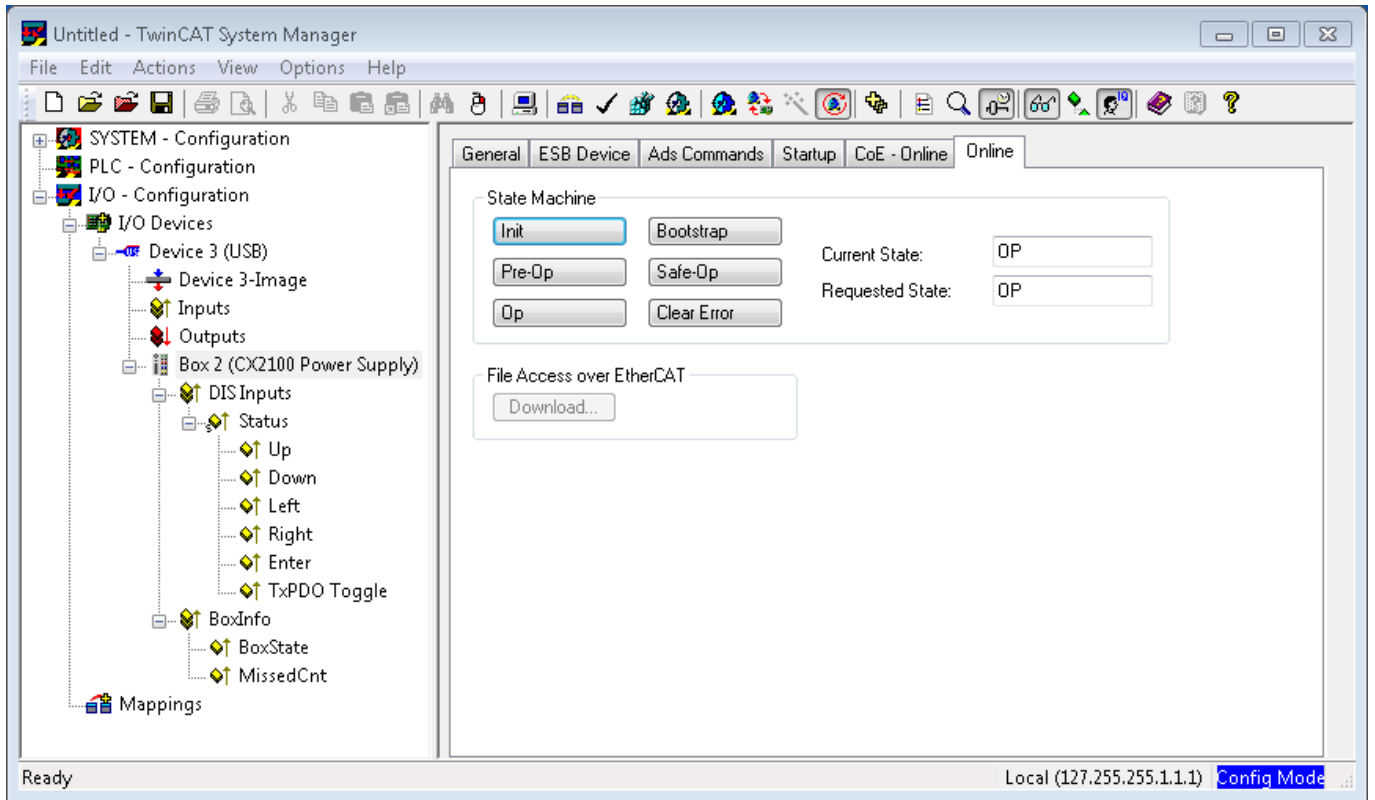 Untitled - TwinCAT System Manager
File Edit Actions View Options Help
SYSTEM - Configuration
PLC - Configuration
I/O - Configuration
I/O Devices
Device 3 (USB)
Device 3-Image
Inputs
Outputs
Box 2 (CX2100 Power Supply)
DIS Inputs
Status
Up
Down
Left
Right
Enter
TxPDO Toggle
BoxInfo
BoxState
MissedCnt
Mappings
General ESB Device Ads Commands Startup CoE - Online Online
State Machine
Init Bootstrap
Pre-Op Safe-Op
Op Clear Error
Current State: OP
Requested State: OP
File Access over EtherCAT
Download...
Ready Local (127.255.255.1.1.1) Config Mode